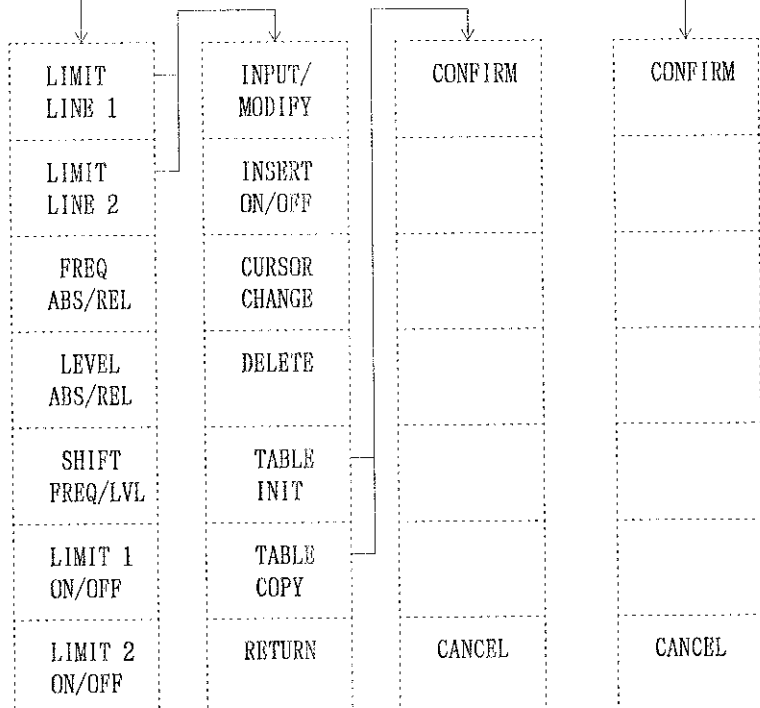 LIMIT
LINE 1
LIMIT
LINE 2
FREQ
ABS/REL
LEVEL
ABS/REL
SHIFT
FREQ/LVL
LIMIT 1
ON/OFF
LIMIT 2
ON/OFF
INPUT/
MODIFY
INSERT
ON/OFF
CURSOR
CHANGE
DELETE
TABLE
INIT
TABLE
COPY
RETURN
CONFIRM
CANCEL
CONFIRM
CANCEL